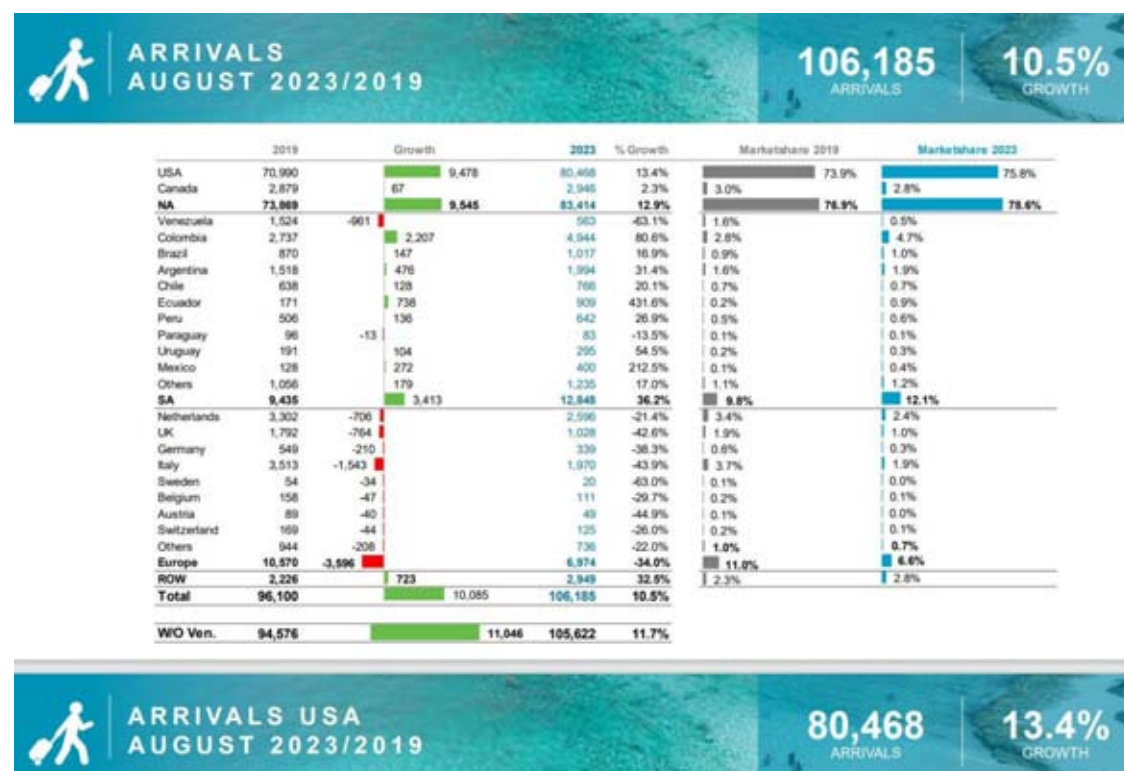 ARRIVALS
AUGUST 2023/2019
106,185
ARRIVALS
10.5%
GROWTH
2019 Growth 2023 % Growth Marketshare 2019 Marketshare 2023
USA 70,990 9,478 80,468 13.4% 73.9% 75.8%
Canada 2,879 67 2,946 2.3% 3.0% 2.8%
NA 73,869 9,545 83,414 12.9% 76.9% 78.6%
Venezuela 1,524 -961 563 -63.1% 1.6% 0.5%
Colombia 2,737 2,207 4,944 80.6% 2.8% 4.7%
Brazil 870 147 1,017 16.9% 0.9% 1.0%
Argentina 1,518 476 1,994 31.4% 1.6% 1.9%
Chile 638 128 766 20.1% 0.7% 0.7%
Ecuador 171 738 909 431.6% 0.2% 0.9%
Peru 506 136 642 26.9% 0.5% 0.6%
Paraguay 96 -13 83 -13.5% 0.1% 0.1%
Uruguay 191 104 295 54.5% 0.2% 0.3%
Mexico 128 272 400 212.5% 0.1% 0.4%
Others 1,056 179 1,235 17.0% 1.1% 1.2%
SA 9,435 3,413 12,848 36.2% 9.8% 12.1%
Netherlands 3,302 -706 2,596 -21.4% 3.4% 2.4%
UK 1,792 -764 1,028 -42.6% 1.9% 1.0%
Germany 549 -210 339 -38.3% 0.6% 0.3%
Italy 3,513 -1,543 1,970 -43.9% 3.7% 1.9%
Sweden 54 -34 20 -63.0% 0.1% 0.0%
Belgium 158 -47 111 -29.7% 0.2% 0.1%
Austria 89 -40 49 -44.9% 0.1% 0.0%
Switzerland 169 -44 125 -26.0% 0.2% 0.1%
Others 944 -208 736 -22.0% 1.0% 0.7%
Europe 10,570 -3,596 6,974 -34.0% 11.0% 6.6%
ROW 2,226 723 2,949 32.5% 2.3% 2.8%
Total 96,100 10,085 106,185 10.5%
W/O Ven. 94,576 11,046 105,622 11.7%
ARRIVALS USA
AUGUST 2023/2019
80,468
ARRIVALS
13.4%
GROWTH